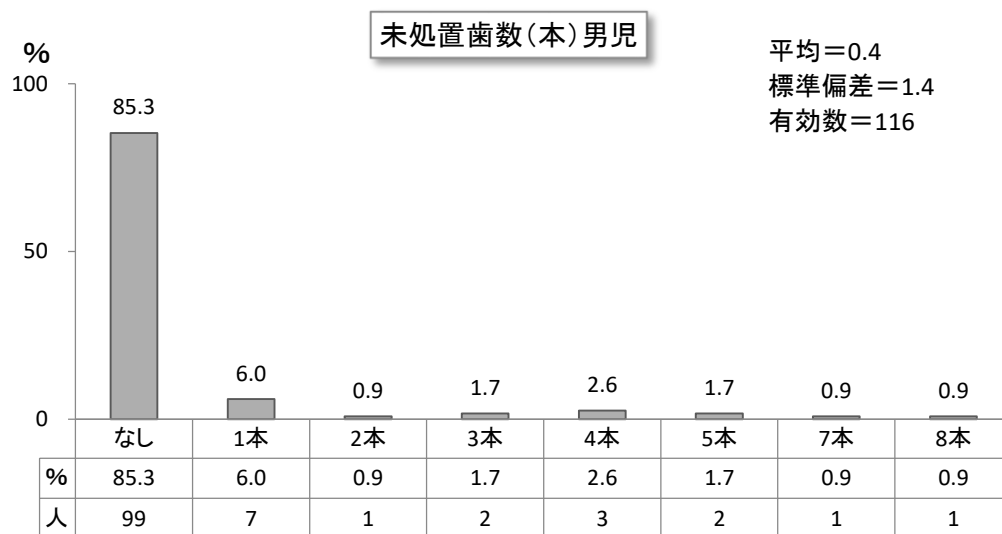 未処置歯数（本）男児
%
平均＝0.4
標準偏差＝1.4
有効数＝116
100
50
0
85.3
6.0
0.9
1.7
2.6
1.7
0.9
0.9
なし 1本 2本 3本 4本 5本 7本 8本
% 85.3 6.0 0.9 1.7 2.6 1.7 0.9 0.9
人 99 7 1 2 3 2 1 1